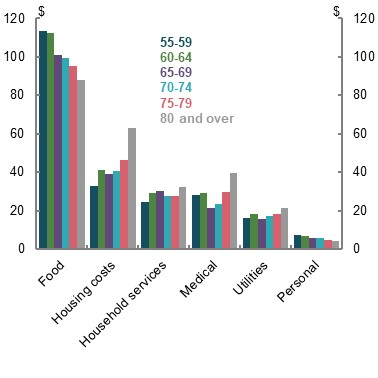 $ $
120 120
55-59
60-64
100 100
65-69
70-74
75-79
80 80
80 and over
60 60
40 40
20 20
0 0
Food
Housing costs
Household services
Medical
Utilities
Personal